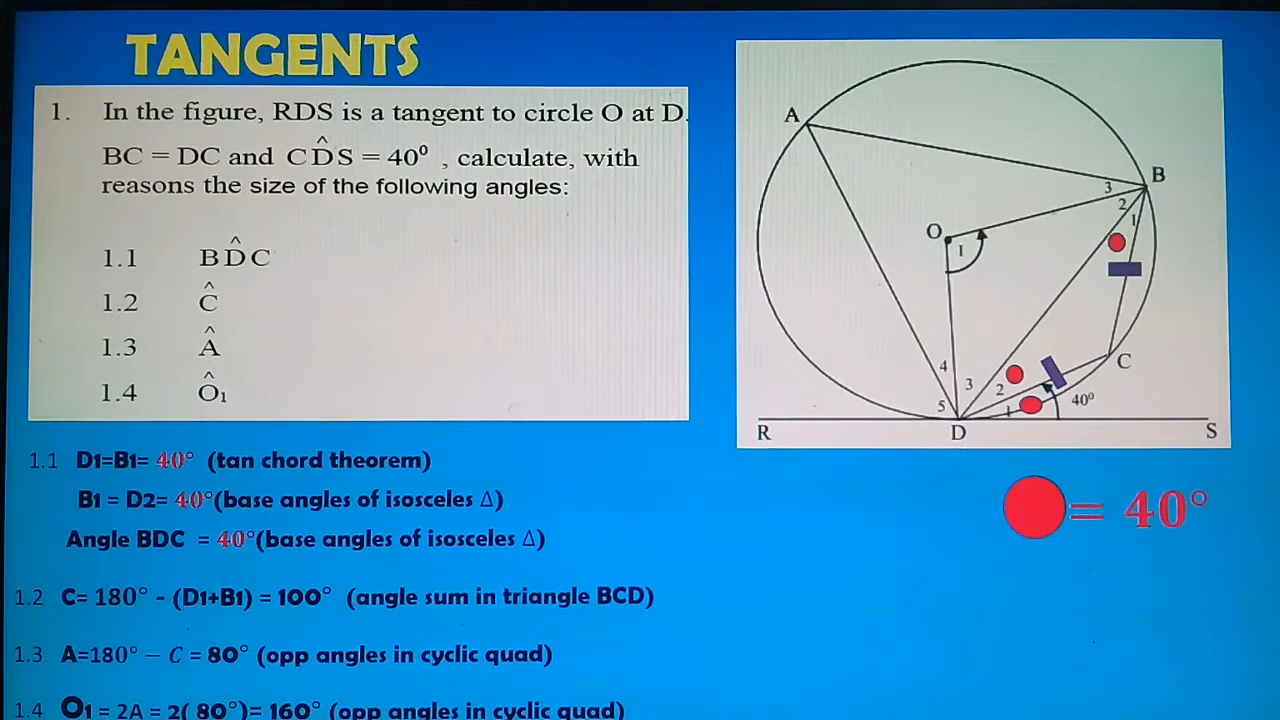 TANGENTS
1. In the figure, RDS is a tangent to circle O at D.
BC = DC and CD̂S = 40⁰ , calculate, with
reasons the size of the following angles:
1.1 BD̂C
1.2 Ĉ
1.3 Â
1.4 Ô₁
A
B
3
2
1
O
1
C
4
3
2
5
1
40⁰
R
D
S
= 40°
1.1 D1=B1= 40° (tan chord theorem)
B1 = D2= 40°(base angles of isosceles Δ)
Angle BDC = 40°(base angles of isosceles Δ)
1.2 C= 180° - (D1+B1) = 100° (angle sum in triangle BCD)
1.3 A=180° − C = 80° (opp angles in cyclic quad)
1.4 O1 = 2A = 2( 80°)= 160° (opp angles in cyclic quad)